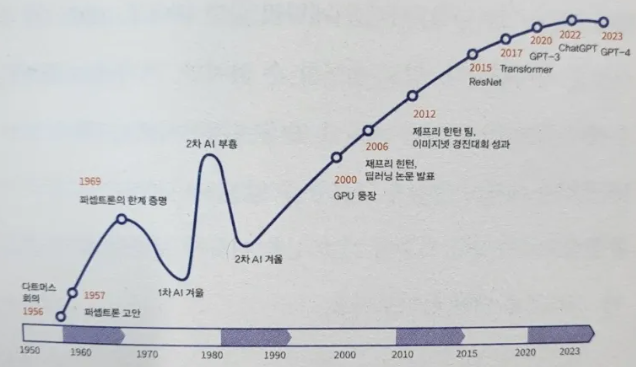 2023
2022
2020
2017
ChatGPT
GPT-4
GPT-3
2015
Transformer
ResNet
2012
제프리 힌턴 팀,
이미지넷 경진대회 성과
2차 AI 부흥
2006
제프리 힌턴,
딥러닝 논문 발표
1969
2000
퍼셉트론의 한계 증명
GPU 등장
2차 AI 겨울
다트머스
회의
1957
1차 AI 겨울
1956
퍼셉트론 고안
1950 1960 1970 1980 1990 2000 2010 2020 2023